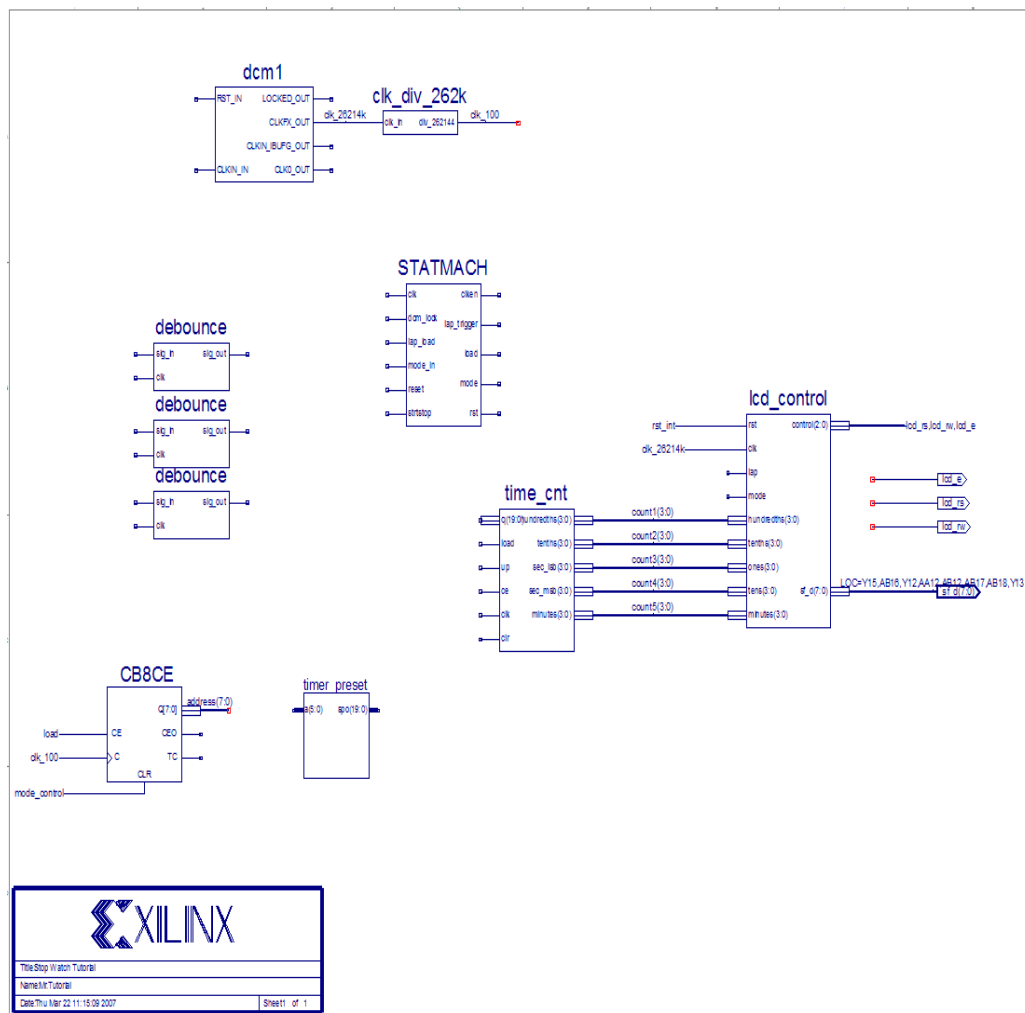 dcm1
RST_IN LOCKED_OUT
CLKFX_OUT
CLKIN_IBUFG_OUT
CLKIN_IN CLK0_OUT
clk_26214k
clk_div_262k
clk_in div_262144
clk_100
STATMACH
clk clken
dcm_lock lap_trigger
lap_load load
mode_in mode
reset
strtstop rst
debounce
sig_in sig_out
clk
debounce
sig_in sig_out
clk
debounce
sig_in sig_out
clk
lcd_control
rst_int rst control(2:0) lcd_rs,lcd_rw,lcd_e
clk_26214k clk
lap
mode
hundredths(3:0)
tenths(3:0)
ones(3:0)
tens(3:0) sf_d(7:0)
minutes(3:0)
lcd_e
lcd_rs
lcd_rw
LOC=Y15,AB16,Y12,AA12,AB12,AB17,AB18,Y13
sf_d(7:0)
time_cnt
q(19:0) hundredths(3:0) count1(3:0)
load tenths(3:0) count2(3:0)
up sec_lsb(3:0) count3(3:0)
ce sec_msb(3:0) count4(3:0)
clk minutes(3:0) count5(3:0)
clr
CB8CE
Q[7:0] address(7:0)
load CE CEO
clk_100 C TC
CLR
mode_control
timer_preset
a(5:0) spo(19:0)
XILINX
Title:Stop Watch Tutorial
Name:Mr.Tutorial
Date:Thu Mar 22 11:15:09 2007 Sheet1 of 1